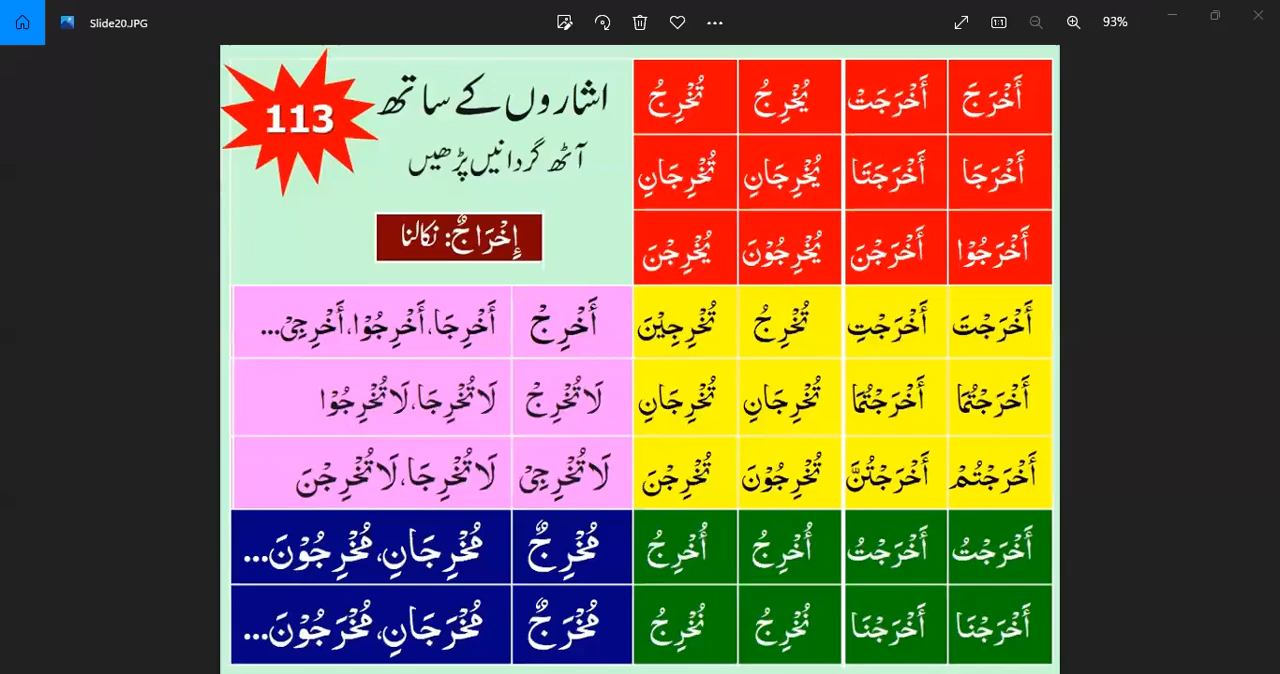 Slide20.JPG
93%
113
اشاروں کے ساتھ
آٹھ گردانیں پڑھیں
إِخْرَاجٌ: نکالنا
أَخْرَجَ أَخْرَجَتْ يُخْرِجُ تُخْرِجُ
أَخْرَجَا أَخْرَجَتَا يُخْرِجَانِ تُخْرِجَانِ
أَخْرَجُوْا أَخْرَجْنَ يُخْرِجُوْنَ يُخْرِجْنَ
أَخْرَجْتَ أَخْرَجْتِ تُخْرِجُ تُخْرِجِيْنَ أَخْرِجْ أَخْرِجَا، أَخْرِجُوْا، أَخْرِجِيْ...
أَخْرَجْتُمَا أَخْرَجْتُمَا تُخْرِجَانِ تُخْرِجَانِ لَا تُخْرِجْ لَا تُخْرِجَا، لَا تُخْرِجُوْا
أَخْرَجْتُمْ أَخْرَجْتُنَّ تُخْرِجُوْنَ تُخْرِجْنَ لَا تُخْرِجِيْ لَا تُخْرِجَا، لَا تُخْرِجْنَ
أَخْرَجْتُ أَخْرَجْتُ أُخْرِجُ أُخْرِجُ مُخْرِجٌ مُخْرِجَانِ، مُخْرِجُوْنَ...
أَخْرَجْنَا أَخْرَجْنَا نُخْرِجُ نُخْرِجُ مُخْرَجٌ مُخْرَجَانِ، مُخْرَجُوْنَ...